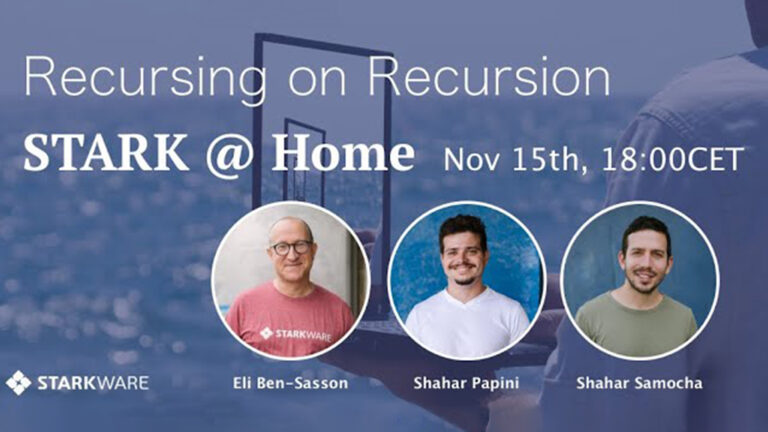 Recursing on Recursion
STARK @ Home Nov 15th, 18:00CET
STARKWARE
Eli Ben-Sasson
Shahar Papini
Shahar Samocha
STARKWARE